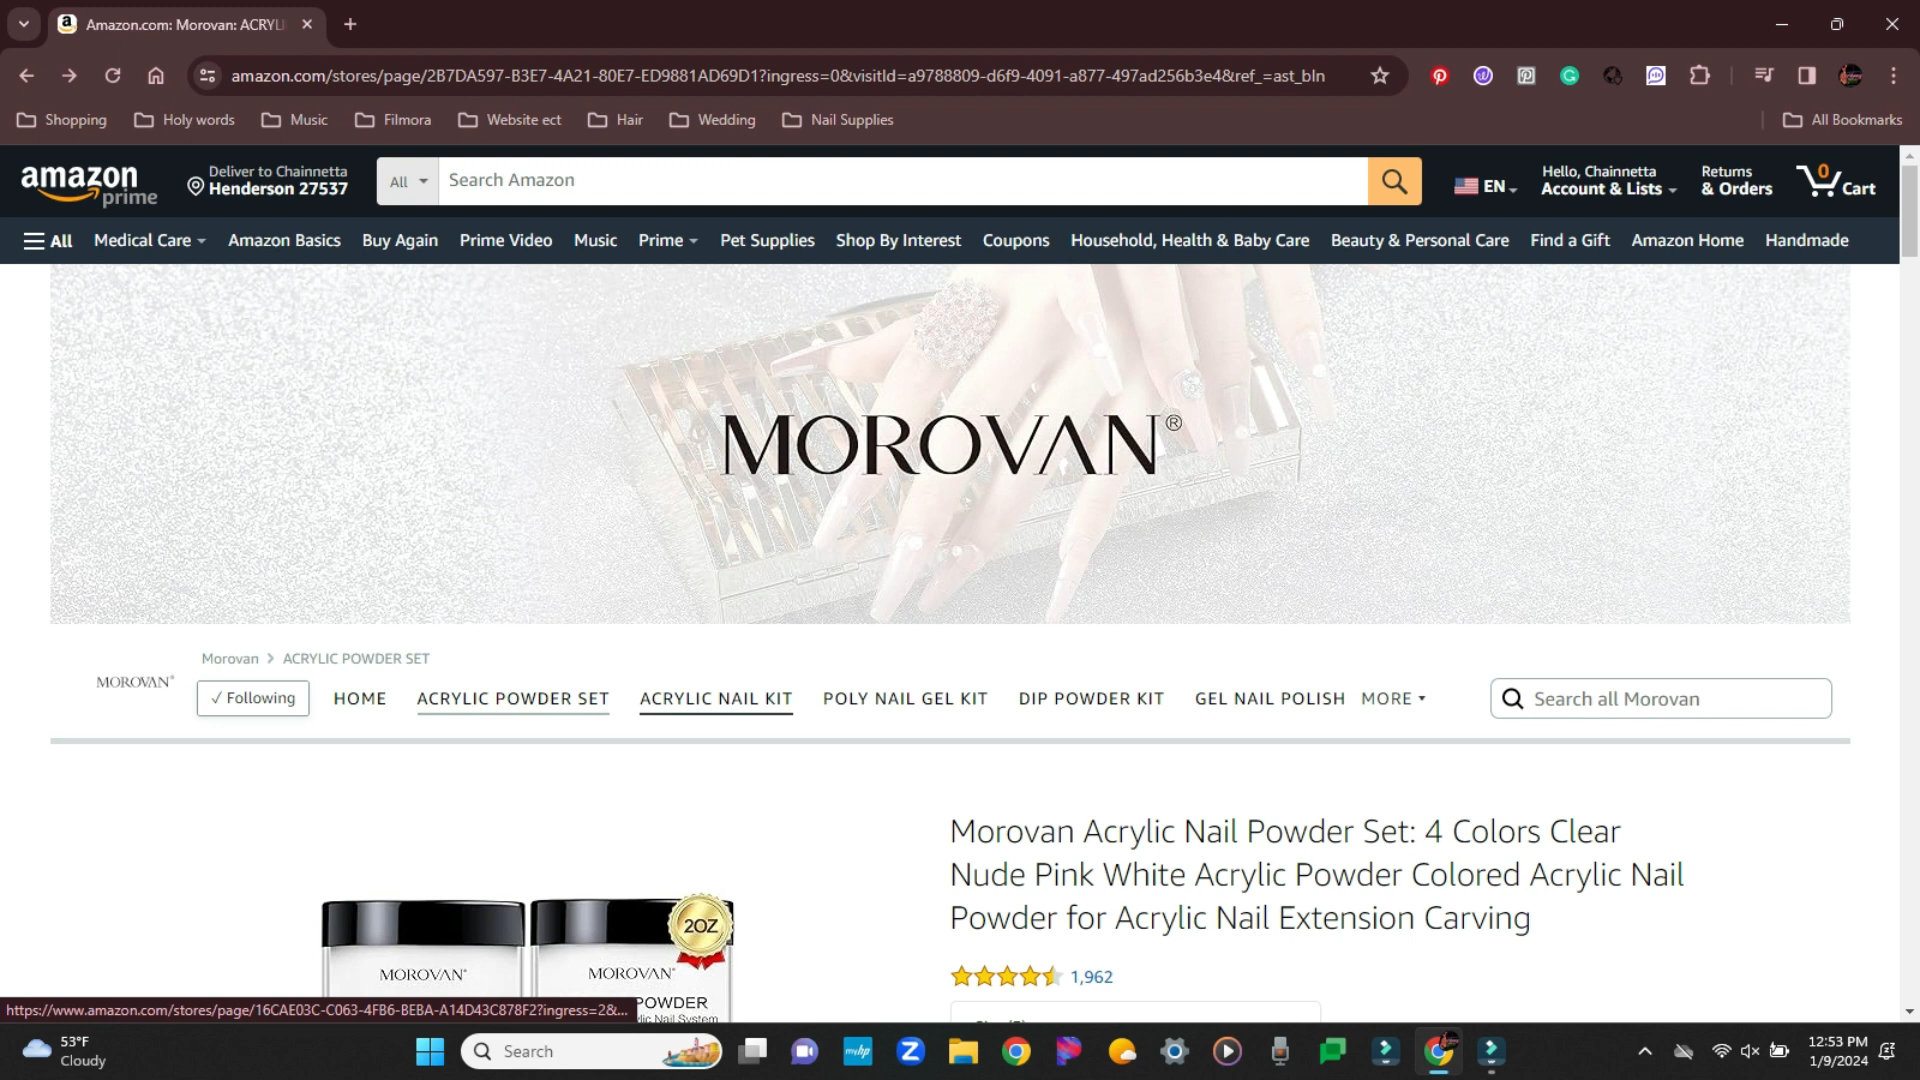 Amazon.com: Morovan: ACRYLI
amazon.com/stores/page/2B7DA597-B3E7-4A21-80E7-ED9881AD69D1?ingress=0&visitId=a9788809-d6f9-4091-a877-497ad256b3e4&ref_=ast_bln
Shopping Holy words Music Filmora Website ect Hair Wedding Nail Supplies All Bookmarks
amazon prime
Deliver to Chainnetta
Henderson 27537
All Search Amazon
EN
Hello, Chainnetta
Account & Lists
Returns
& Orders
0 Cart
All Medical Care Amazon Basics Buy Again Prime Video Music Prime Pet Supplies Shop By Interest Coupons Household, Health & Baby Care Beauty & Personal Care Find a Gift Amazon Home Handmade
MOROVAN®
Morovan > ACRYLIC POWDER SET
MOROVAN®
✓ Following HOME ACRYLIC POWDER SET ACRYLIC NAIL KIT POLY NAIL GEL KIT DIP POWDER KIT GEL NAIL POLISH MORE Search all Morovan
Morovan Acrylic Nail Powder Set: 4 Colors Clear
Nude Pink White Acrylic Powder Colored Acrylic Nail
Powder for Acrylic Nail Extension Carving
1,962
2OZ
MOROVAN® MOROVAN®
POWDER
https://www.amazon.com/stores/page/16CAE03C-C063-4FB6-BEBA-A14D43C878F2?ingress=2&...
53°F
Cloudy
Search
myhp
12:53 PM
1/9/2024